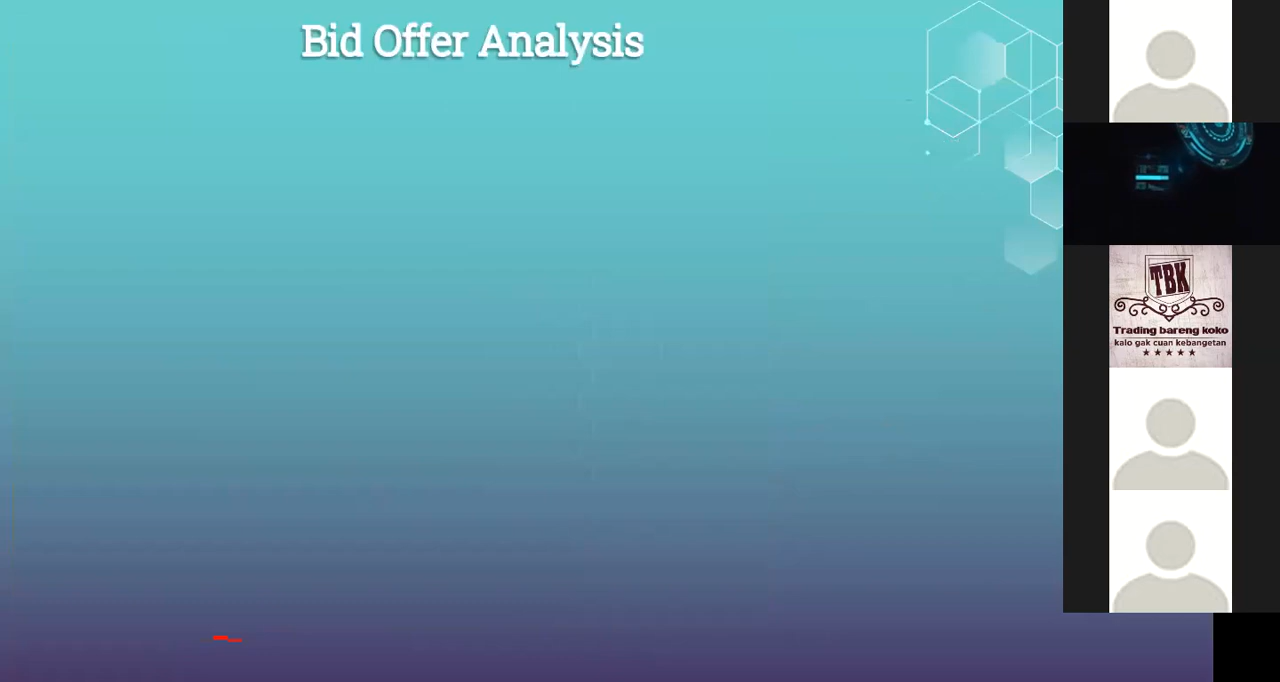 Bid Offer Analysis
TBK
Trading bareng koko
kalo gak cuan kebangetan